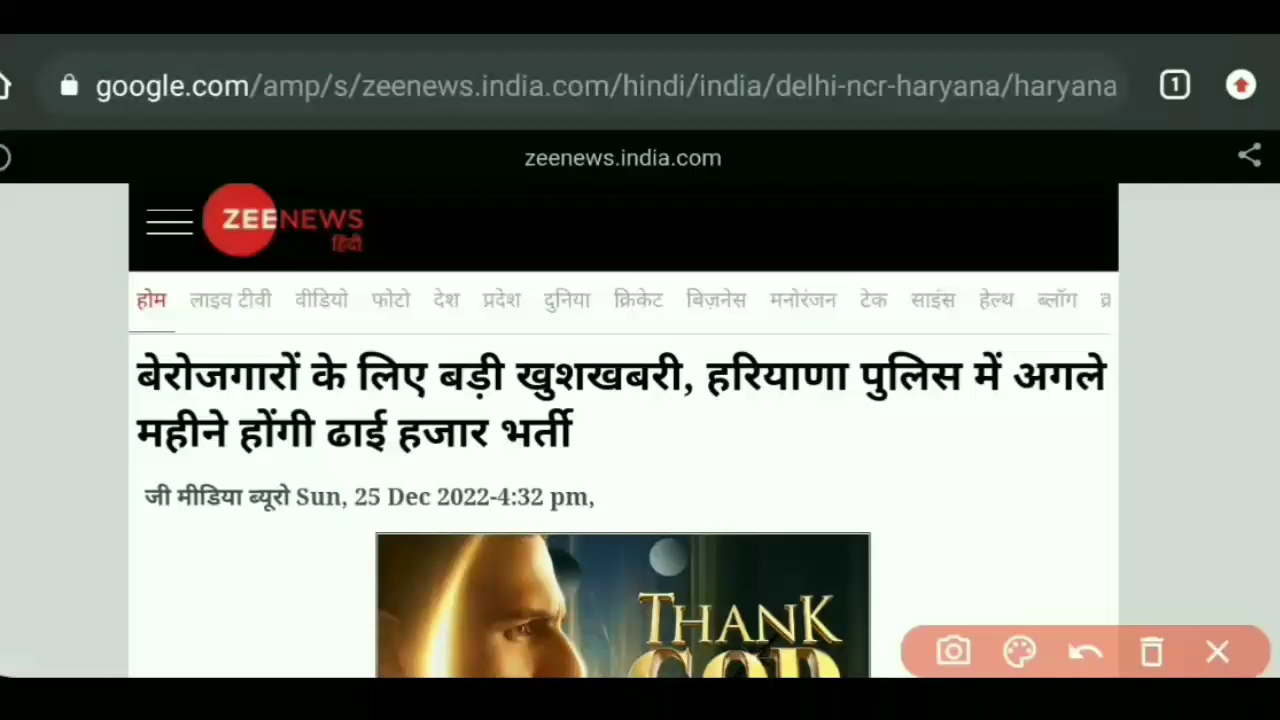 google.com/amp/s/zeenews.india.com/hindi/india/delhi-ncr-haryana/haryana
1
zeenews.india.com
ZEENEWS
हिंदी
होम लाइव टीवी वीडियो फोटो देश प्रदेश दुनिया क्रिकेट बिज़नेस मनोरंजन टेक साइंस हेल्थ ब्लॉग
बेरोजगारों के लिए बड़ी खुशखबरी, हरियाणा पुलिस में अगले
महीने होंगी ढाई हजार भर्ती
जी मीडिया ब्यूरो Sun, 25 Dec 2022-4:32 pm,
THANK
GOD